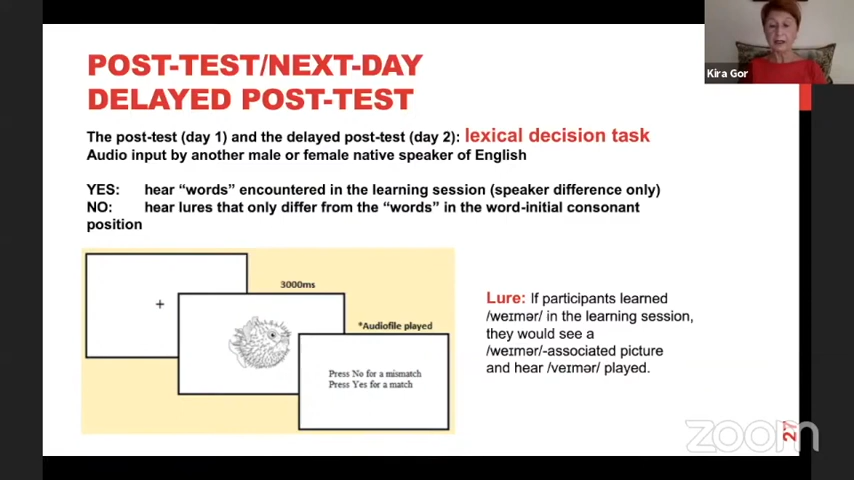 POST-TEST/NEXT-DAY
DELAYED POST-TEST
Kira Gor
The post-test (day 1) and the delayed post-test (day 2): lexical decision task
Audio input by another male or female native speaker of English
YES: hear “words” encountered in the learning session (speaker difference only)
NO: hear lures that only differ from the “words” in the word-initial consonant
position
+
3000ms
*Audiofile played
Press No for a mismatch
Press Yes for a match
Lure: If participants learned
/weɪmər/ in the learning session,
they would see a
/weɪmər/-associated picture
and hear /veɪmər/ played.
zoom
27